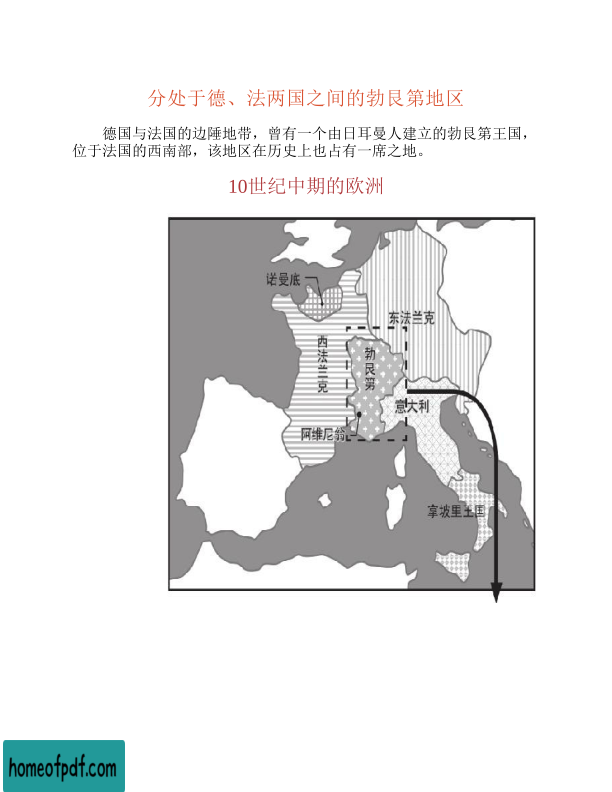 分处于德、法两国之间的勃艮第地区
德国与法国的边陲地带，曾有一个由日耳曼人建立的勃艮第王国，
位于法国的西南部，该地区在历史上也占有一席之地。
10世纪中期的欧洲
诺曼底
东法兰克
西法兰克
勃艮第
意大利
阿维尼翁
拿坡里王国
homeofpdf.com